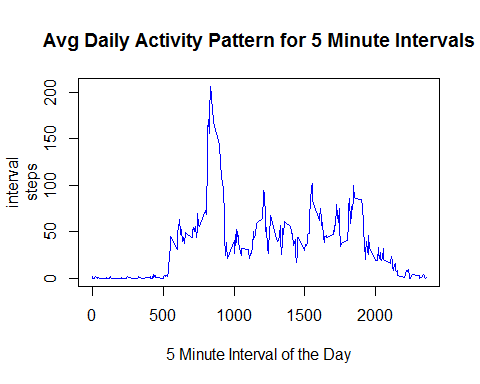 Avg Daily Activity Pattern for 5 Minute Intervals
interval
steps
200
150
100
50
0
0 500 1000 1500 2000
5 Minute Interval of the Day